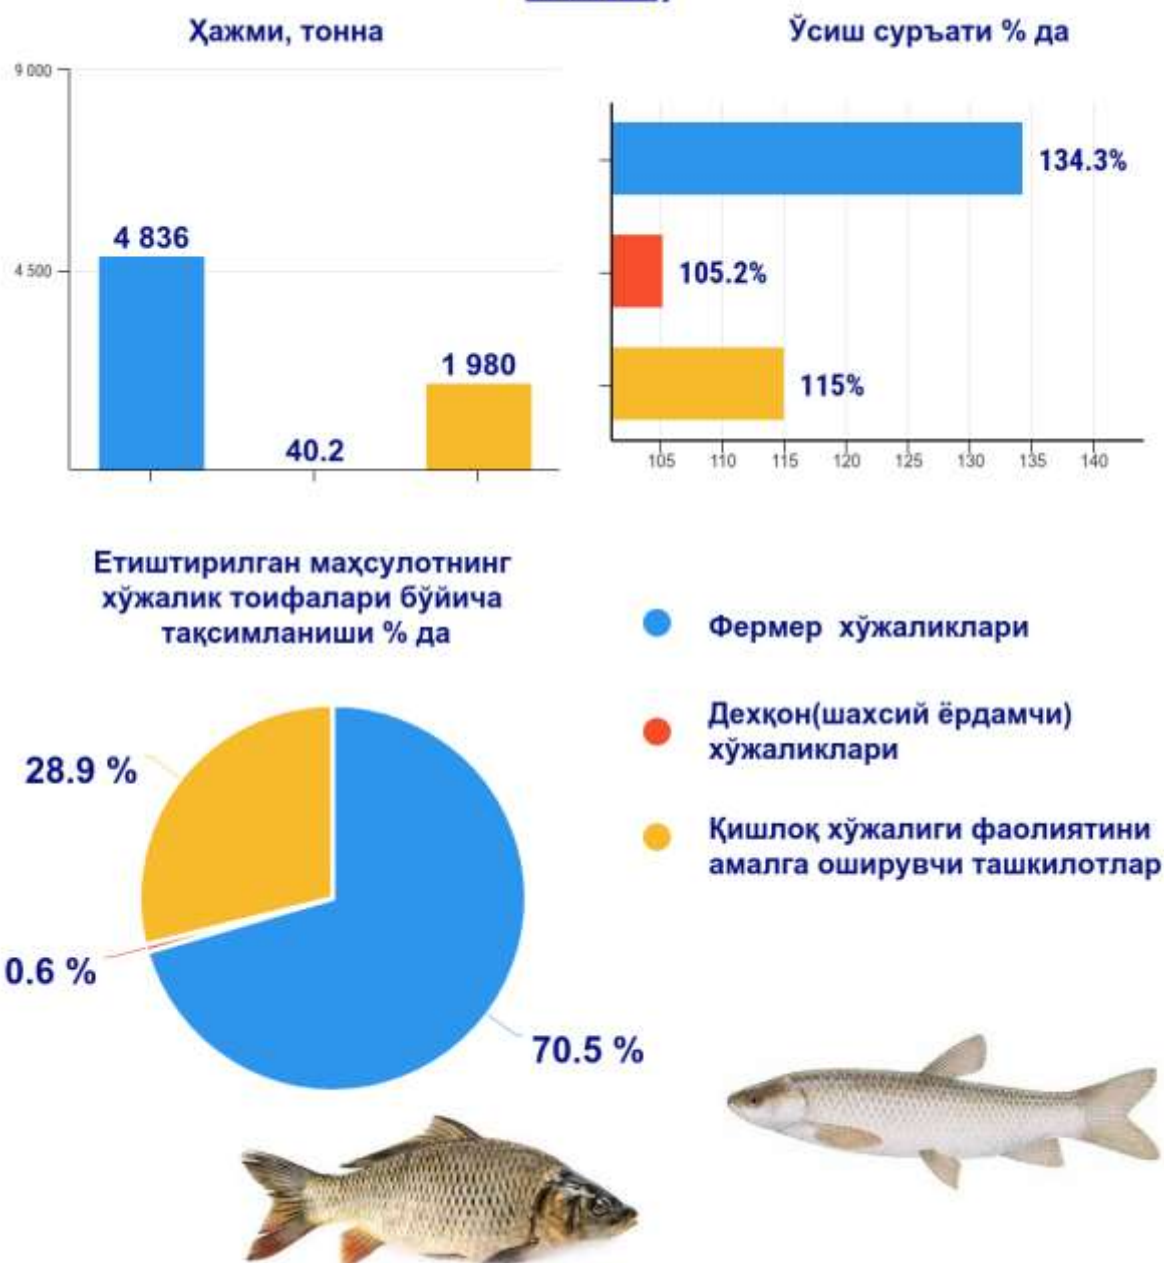 Ҳажми, тонна
9 000
4 500
4 836
40.2
1 980
Ўсиш суръати % да
134.3%
105.2%
115%
105 110 115 120 125 130 135 140
Етиштирилган маҳсулотнинг
хўжалик тоифалари бўйича
тақсимланиши % да
28.9 %
0.6 %
70.5 %
Фермер хўжаликлари
Дехқон(шахсий ёрдамчи)
хўжаликлари
Қишлоқ хўжалиги фаолиятини
амалга оширувчи ташкилотлар